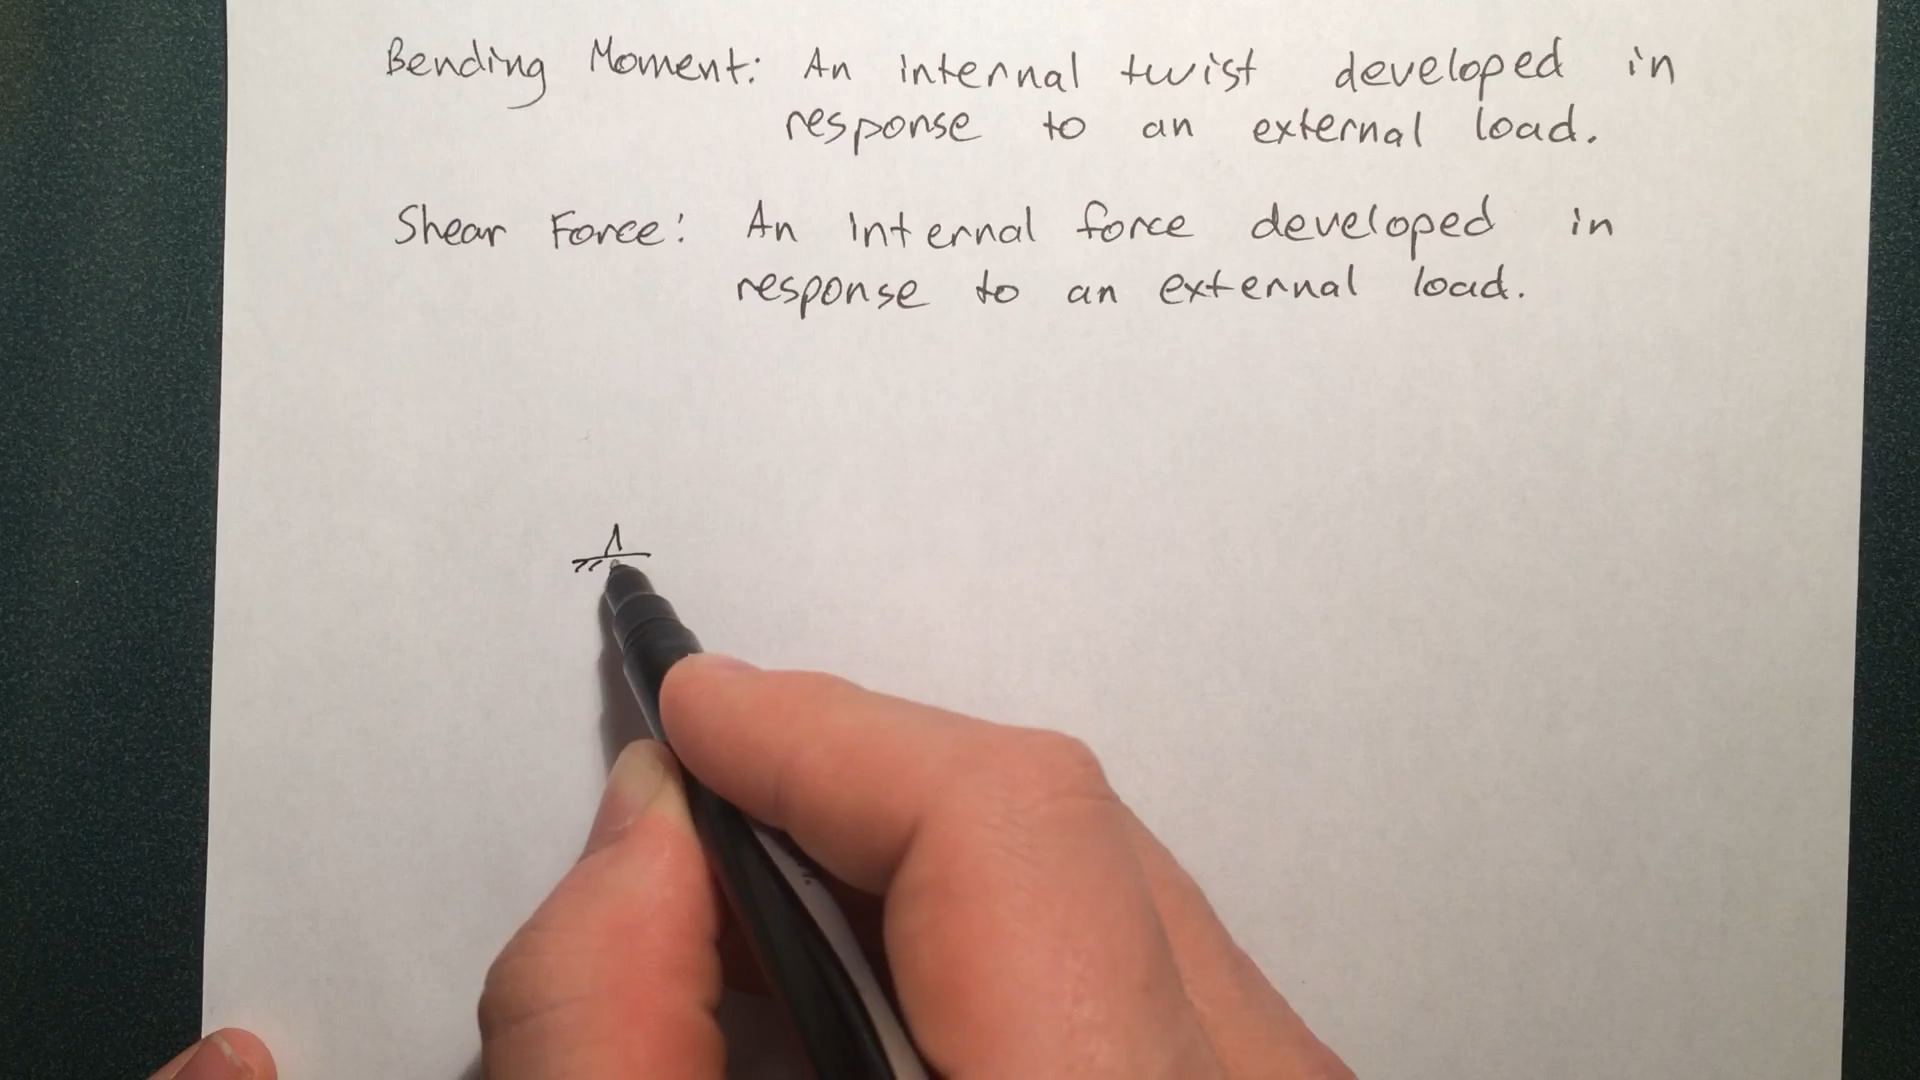 Bending Moment: An internal twist developed in
response to an external load.
Shear Force: An internal force developed in
response to an external load.